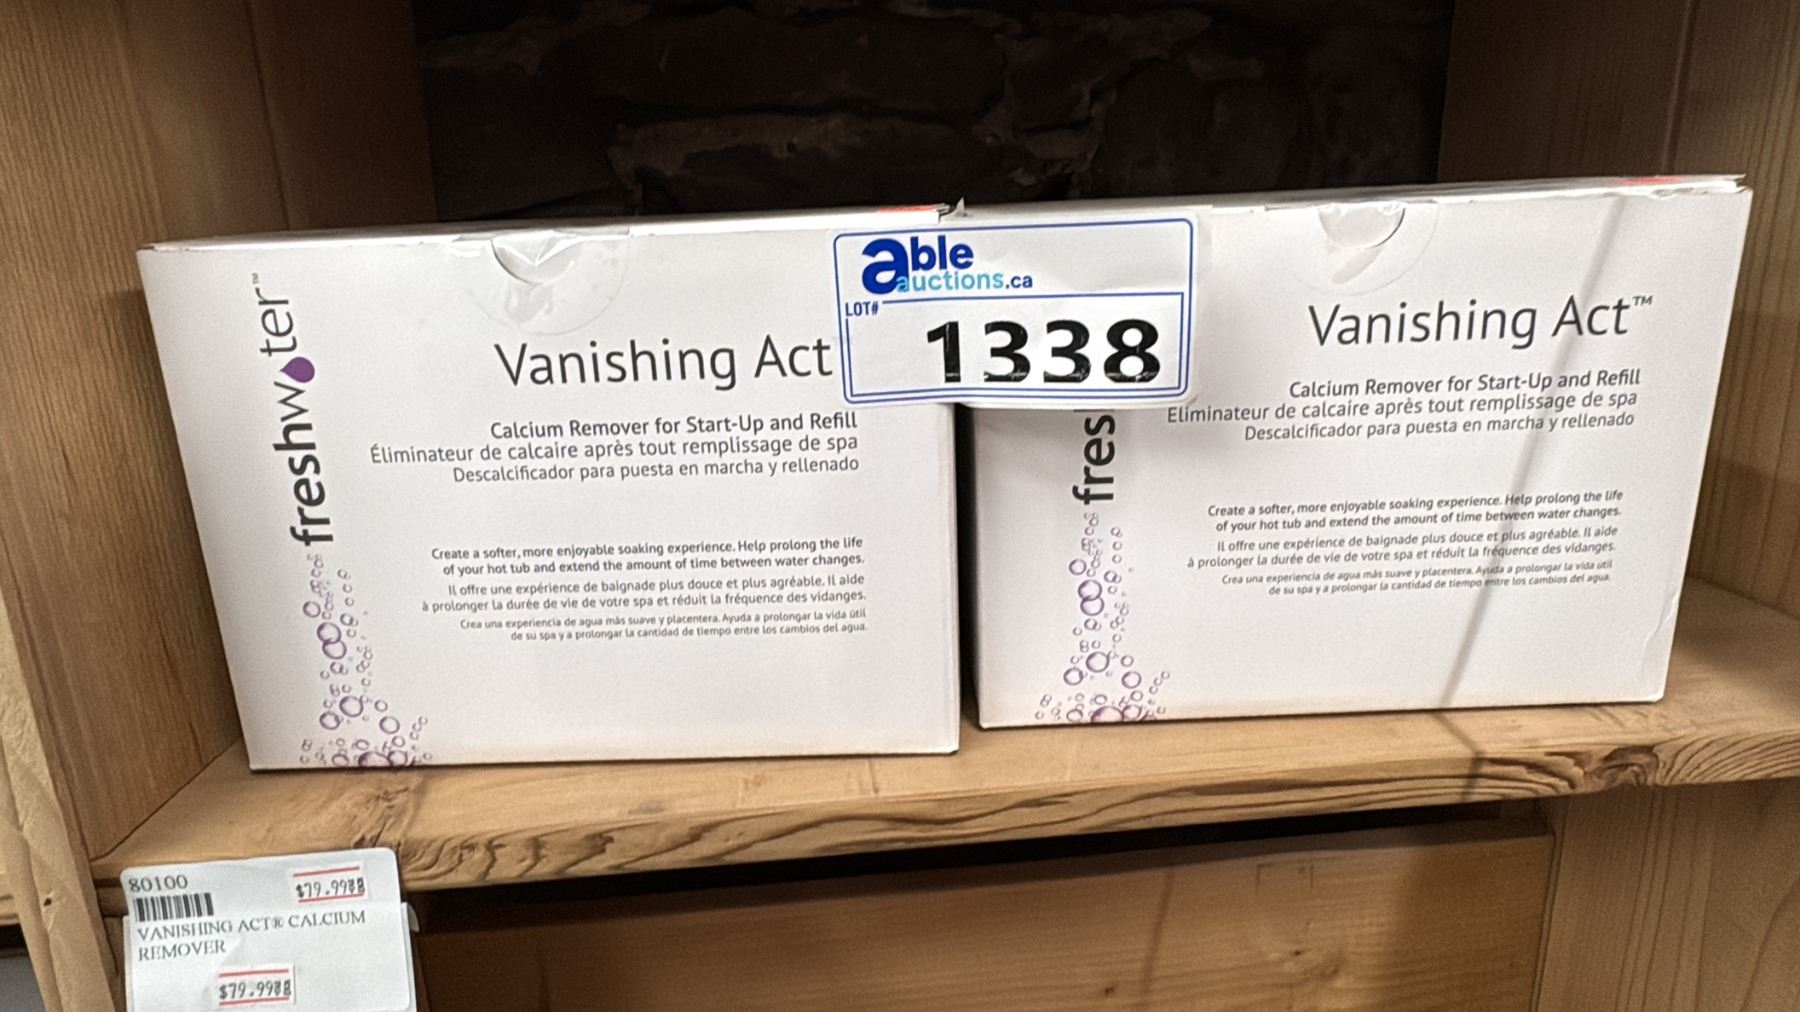 freshwater™
Vanishing Act
Calcium Remover for Start-Up and Refill
Éliminateur de calcaire après tout remplissage de spa
Descalcificador para puesta en marcha y rellenado
Create a softer, more enjoyable soaking experience. Help prolong the life
of your hot tub and extend the amount of time between water changes.
Il offre une expérience de baignade plus douce et plus agréable. Il aide
à prolonger la durée de vie de votre spa et réduit la fréquence des vidanges.
Crea una experiencia de agua más suave y placentera. Ayuda a prolongar la vida útil
de su spa y a prolongar la cantidad de tiempo entre los cambios del agua.
able
auctions.ca
LOT#
1338
fres
Vanishing Act™
Calcium Remover for Start-Up and Refill
Éliminateur de calcaire après tout remplissage de spa
Descalcificador para puesta en marcha y rellenado
Create a softer, more enjoyable soaking experience. Help prolong the life
of your hot tub and extend the amount of time between water changes.
Il offre une expérience de baignade plus douce et plus agréable. Il aide
à prolonger la durée de vie de votre spa et réduit la fréquence des vidanges.
Crea una experiencia de agua más suave y placentera. Ayuda a prolongar la vida útil
de su spa y a prolongar la cantidad de tiempo entre los cambios del agua.
80100
$79.99
VANISHING ACT® CALCIUM
REMOVER
$79.99